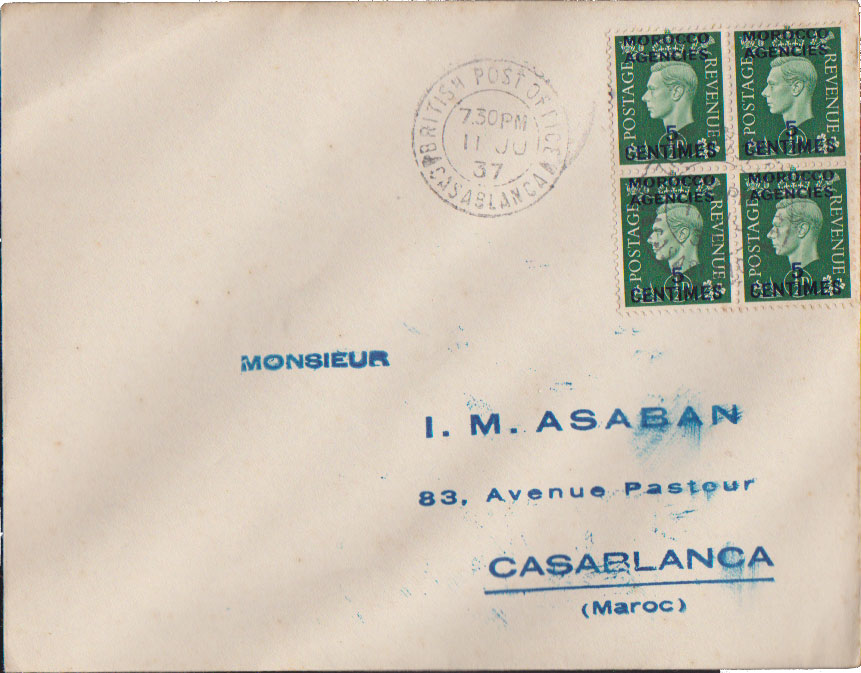 BRITISH POST OFFICE
7.30PM
11 JU
37
CASABLANCA
MOROCCO
AGENCIES
POSTAGE
REVENUE
5
CENTIMES
MOROCCO
AGENCIES
POSTAGE
REVENUE
5
CENTIMES
MOROCCO
AGENCIES
POSTAGE
REVENUE
5
CENTIMES
MOROCCO
AGENCIES
POSTAGE
REVENUE
5
CENTIMES
MONSIEUR
I. M. ASABAN
83, Avenue Pastour
CASABLANCA
(Maroc)